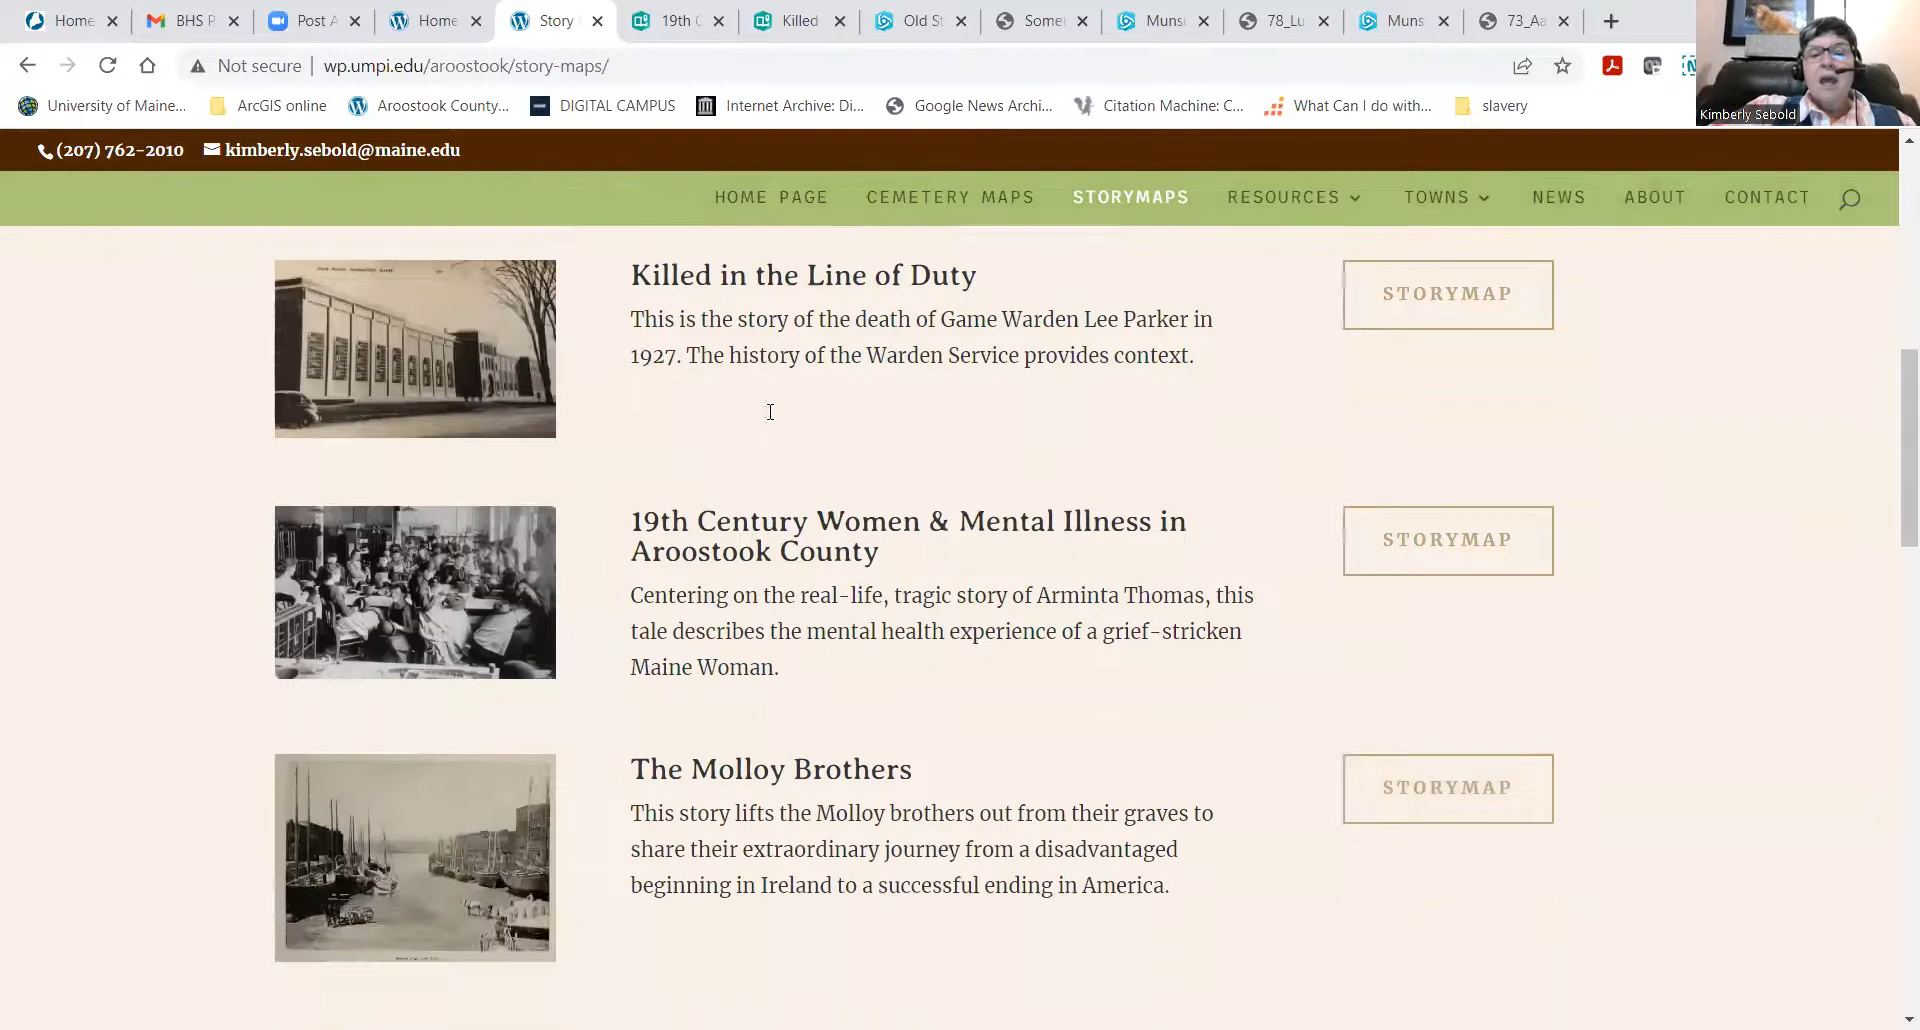 Home
BHS P
Post A
Home
Story
19th C
Killed
Old St
Somer
Munsi
78_Lu
Muns
73_Aa
Not secure | wp.umpi.edu/aroostook/story-maps/
University of Maine...
ArcGIS online
Aroostook County...
DIGITAL CAMPUS
Internet Archive: Di...
Google News Archi...
Citation Machine: C...
What Can I do with...
slavery
Kimberly Sebold
(207) 762-2010
kimberly.sebold@maine.edu
HOME PAGE
CEMETERY MAPS
STORYMAPS
RESOURCES
TOWNS
NEWS
ABOUT
CONTACT
Killed in the Line of Duty
This is the story of the death of Game Warden Lee Parker in
1927. The history of the Warden Service provides context.
STORYMAP
19th Century Women & Mental Illness in
Aroostook County
Centering on the real-life, tragic story of Arminta Thomas, this
tale describes the mental health experience of a grief-stricken
Maine Woman.
STORYMAP
The Molloy Brothers
This story lifts the Molloy brothers out from their graves to
share their extraordinary journey from a disadvantaged
beginning in Ireland to a successful ending in America.
STORYMAP